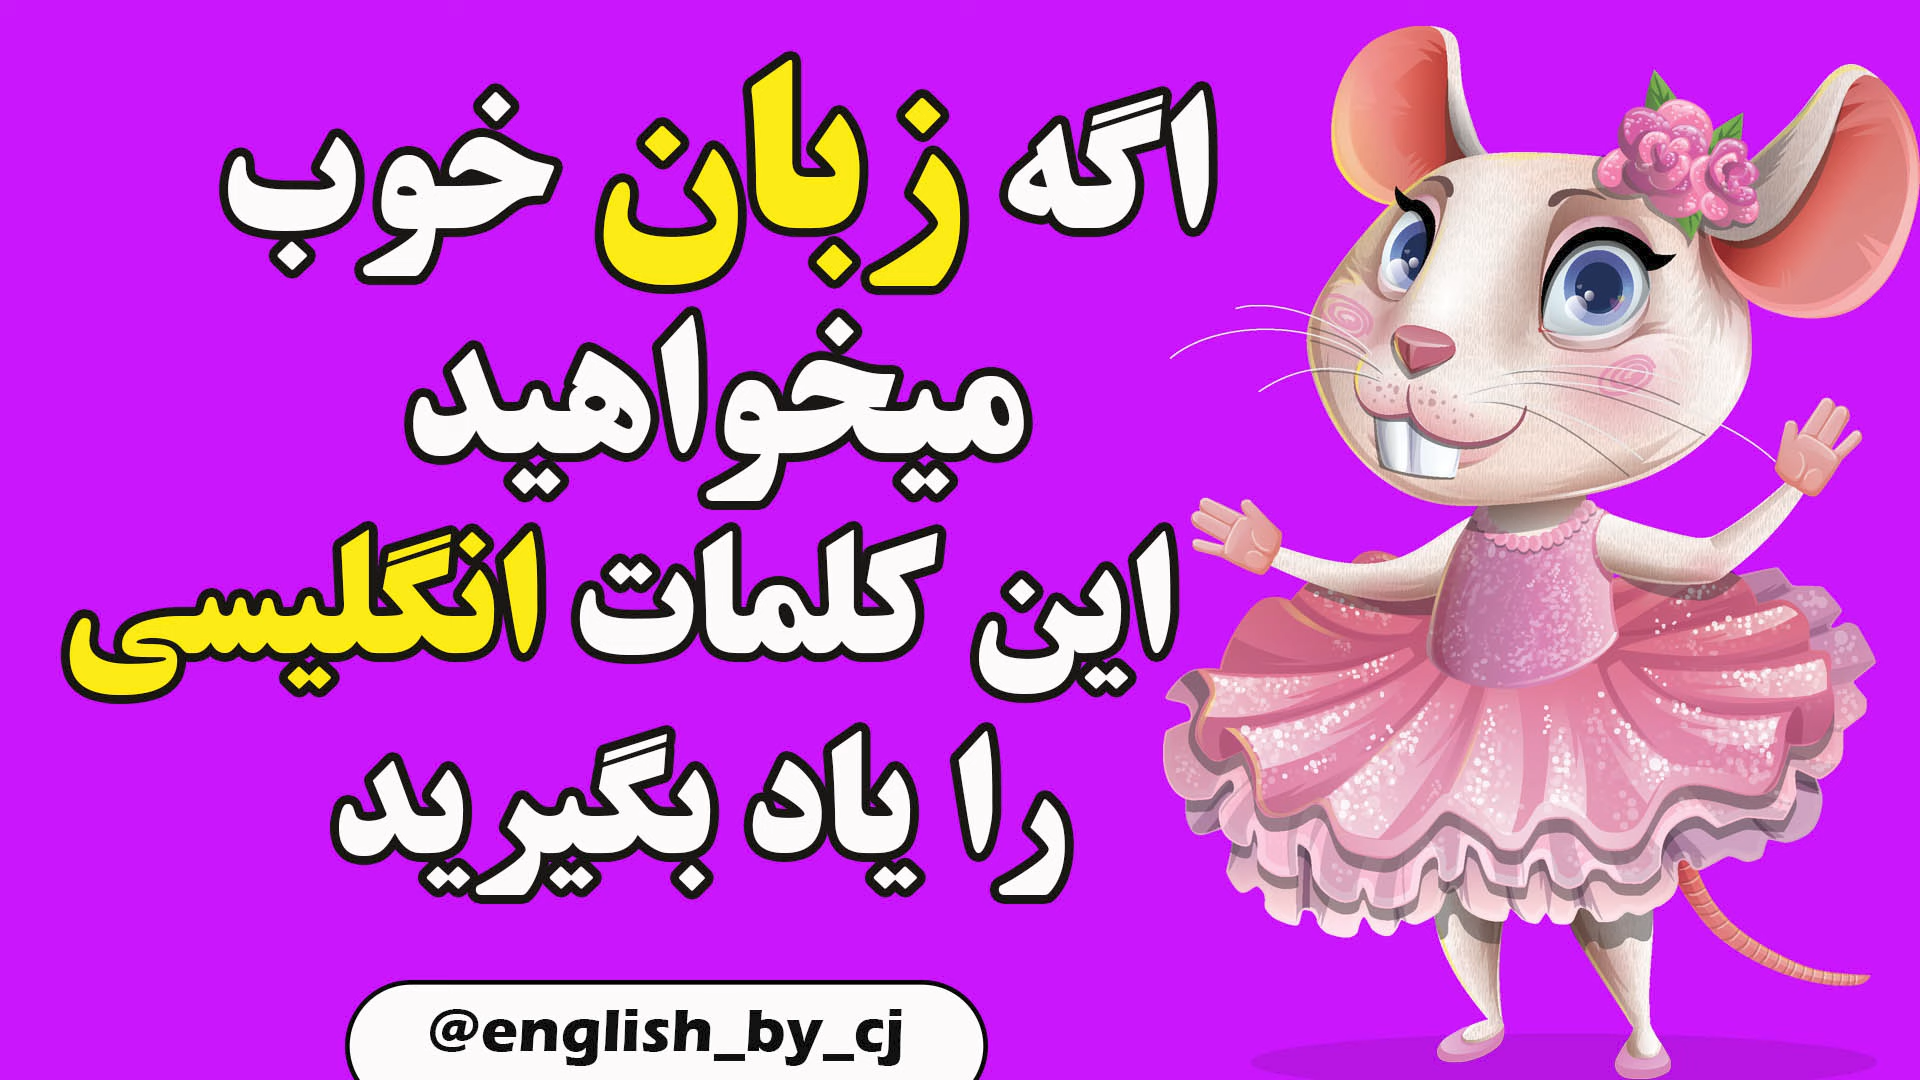 اگه زبان خوب
میخواهید
این کلمات انگلیسی
را یاد بگیرید
@english_by_cj